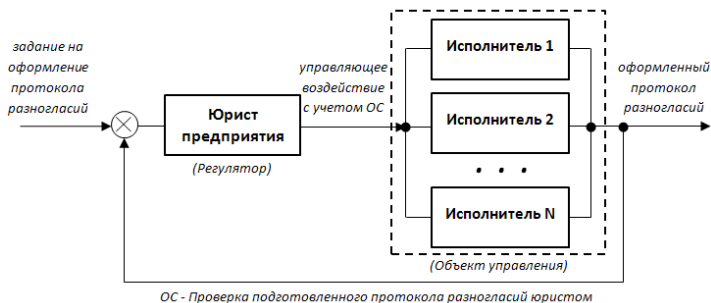 задание на
оформление
протокола
разногласий
Юрист
предприятия
(Регулятор)
управляющее
воздействие
с учетом ОС
Исполнитель 1
Исполнитель 2
. . .
Исполнитель N
(Объект управления)
оформленный
протокол
разногласий
ОС - Проверка подготовленного протокола разногласий юристом